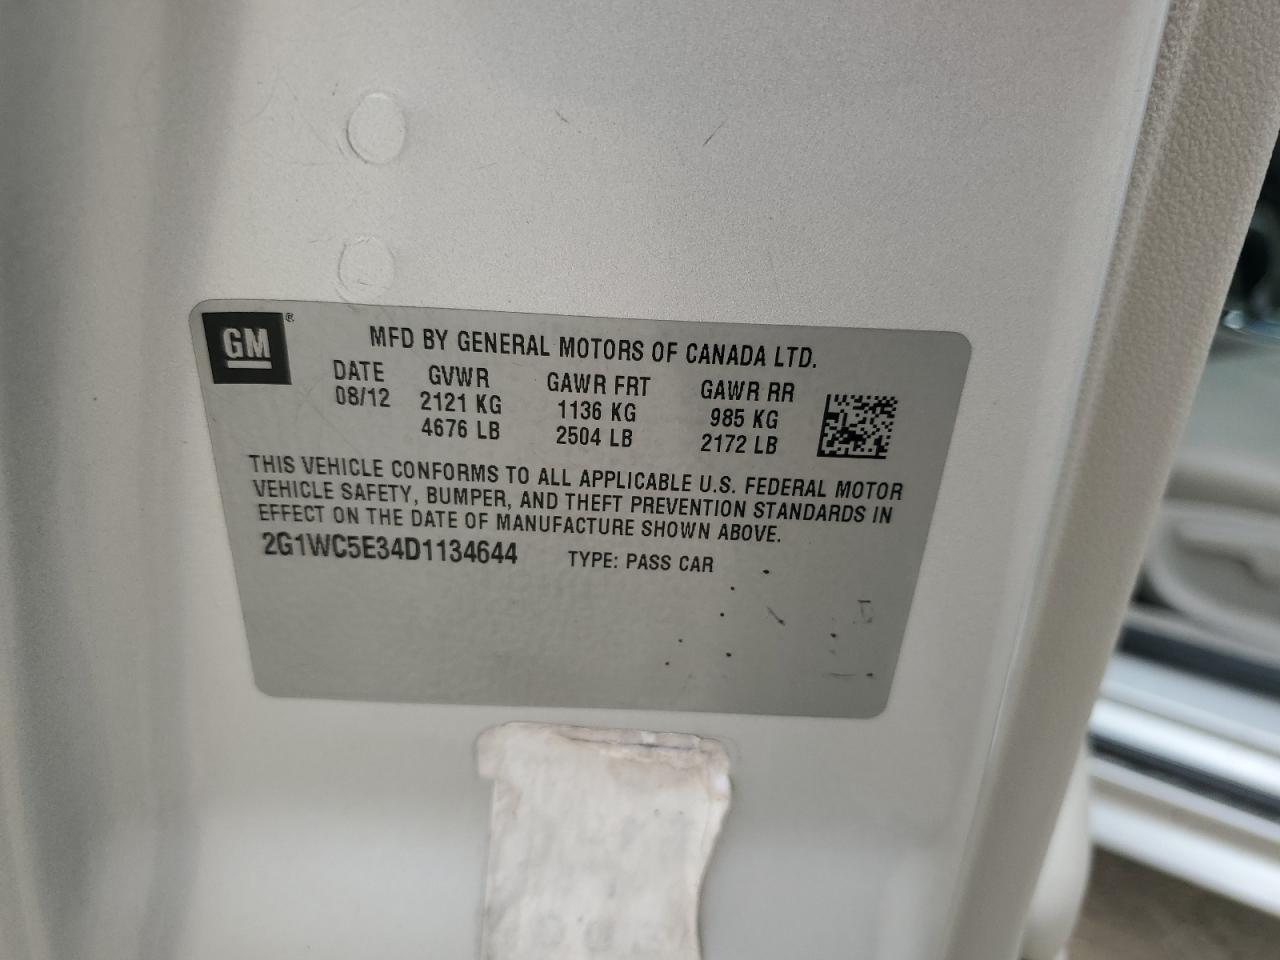 GM®
MFD BY GENERAL MOTORS OF CANADA LTD.
DATE GVWR GAWR FRT GAWR RR
08/12 2121 KG 1136 KG 985 KG
4676 LB 2504 LB 2172 LB
THIS VEHICLE CONFORMS TO ALL APPLICABLE U.S. FEDERAL MOTOR
VEHICLE SAFETY, BUMPER, AND THEFT PREVENTION STANDARDS IN
EFFECT ON THE DATE OF MANUFACTURE SHOWN ABOVE.
2G1WC5E34D1134644 TYPE: PASS CAR